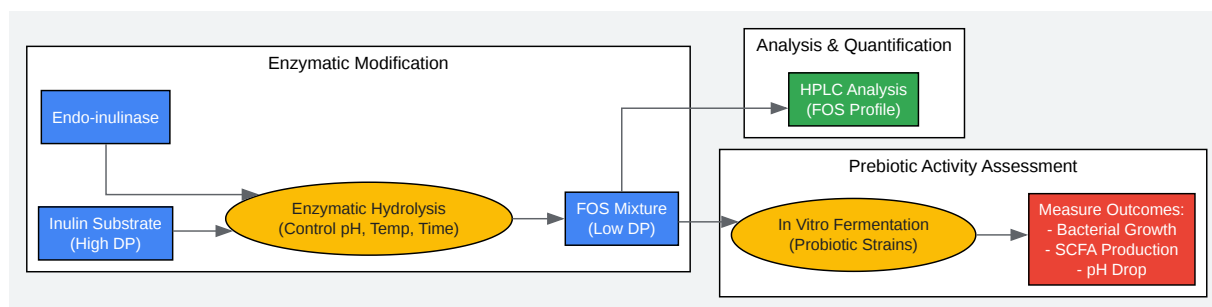 Enzymatic Modification
Endo-inulinase
Inulin Substrate
(High DP)
Enzymatic Hydrolysis
(Control pH, Temp, Time)
FOS Mixture
(Low DP)
Analysis & Quantification
HPLC Analysis
(FOS Profile)
Prebiotic Activity Assessment
In Vitro Fermentation
(Probiotic Strains)
Measure Outcomes:
- Bacterial Growth
- SCFA Production
- pH Drop